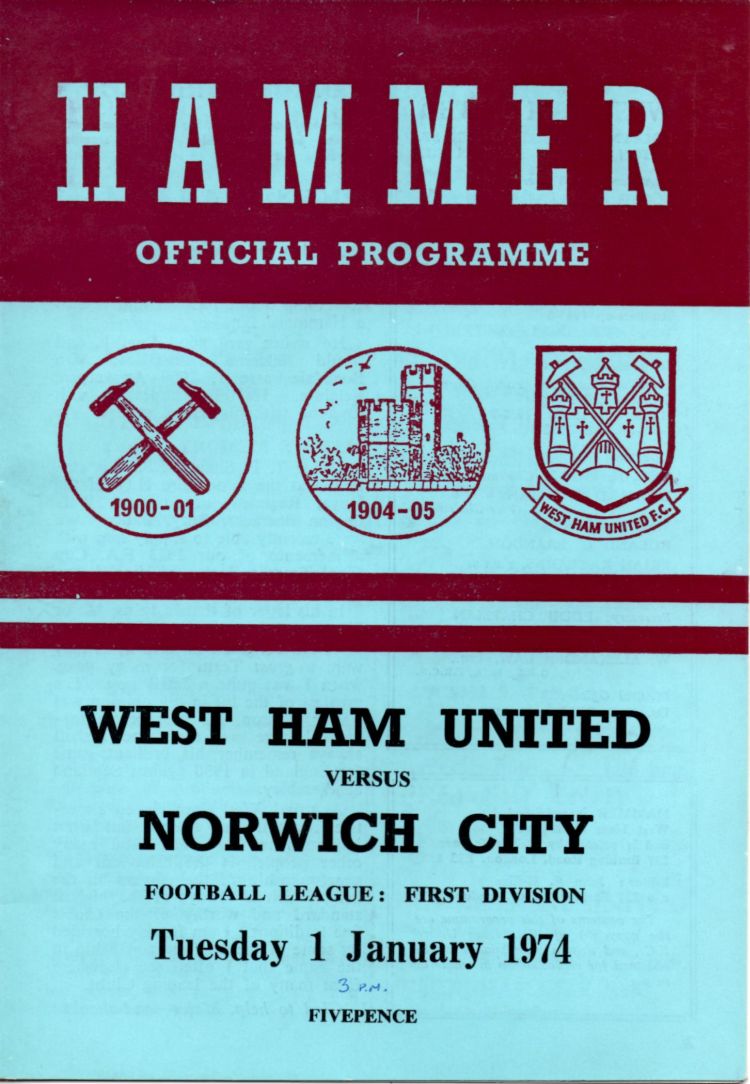 HAMMER
OFFICIAL PROGRAMME
1900-01
1904-05
WEST HAM UNITED F.C.
WEST HAM UNITED
VERSUS
NORWICH CITY
FOOTBALL LEAGUE: FIRST DIVISION
Tuesday 1 January 1974
3 P.M.
FIVEPENCE